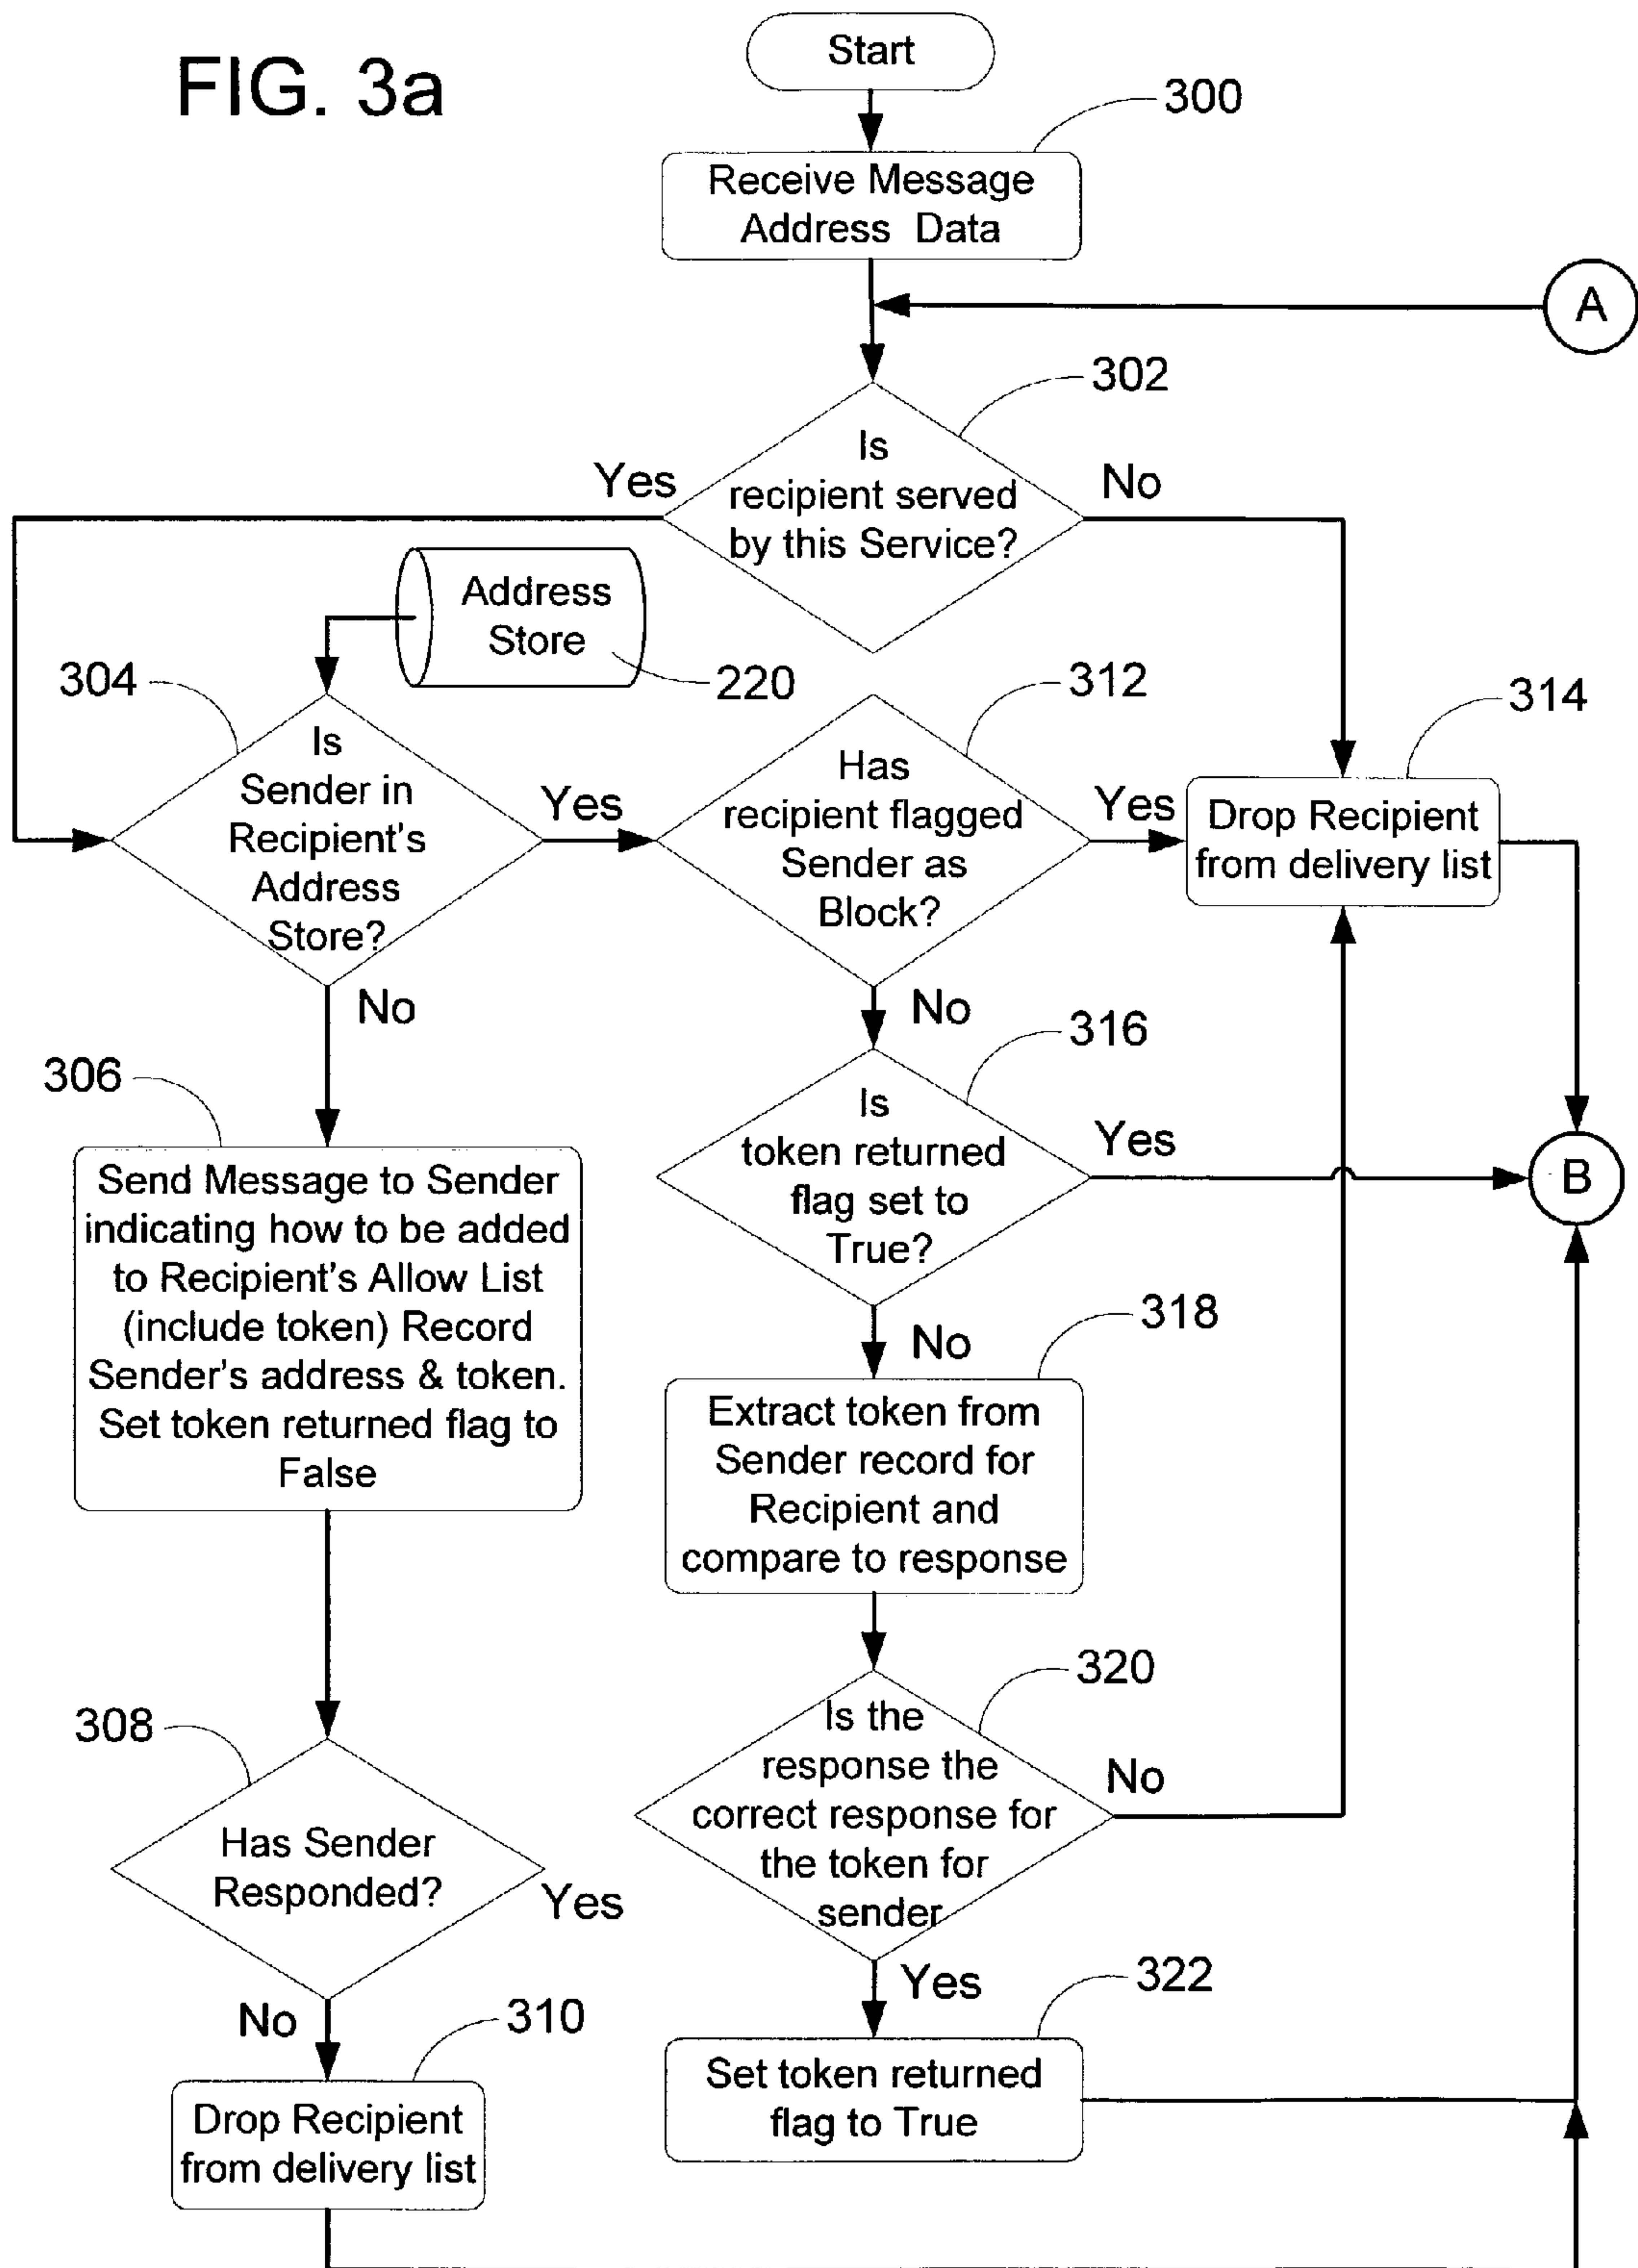 FIG. 3a
Start
300
Receive Message
Address Data
A
302
Is
recipient served
by this Service?
Yes
No
Address
Store
220
304
Is
Sender in
Recipient's
Address
Store?
Yes
No
312
Has
recipient flagged
Sender as
Block?
Yes
No
314
Drop Recipient
from delivery list
306
Send Message to Sender
indicating how to be added
to Recipient's Allow List
(include token) Record
Sender's address & token.
Set token returned flag to
False
316
Is
token returned
flag set to
True?
Yes
No
B
318
Extract token from
Sender record for
Recipient and
compare to response
320
Is the
response the
correct response for
the token for
sender
No
Yes
308
Has Sender
Responded?
Yes
No
310
Drop Recipient
from delivery list
322
Set token returned
flag to True